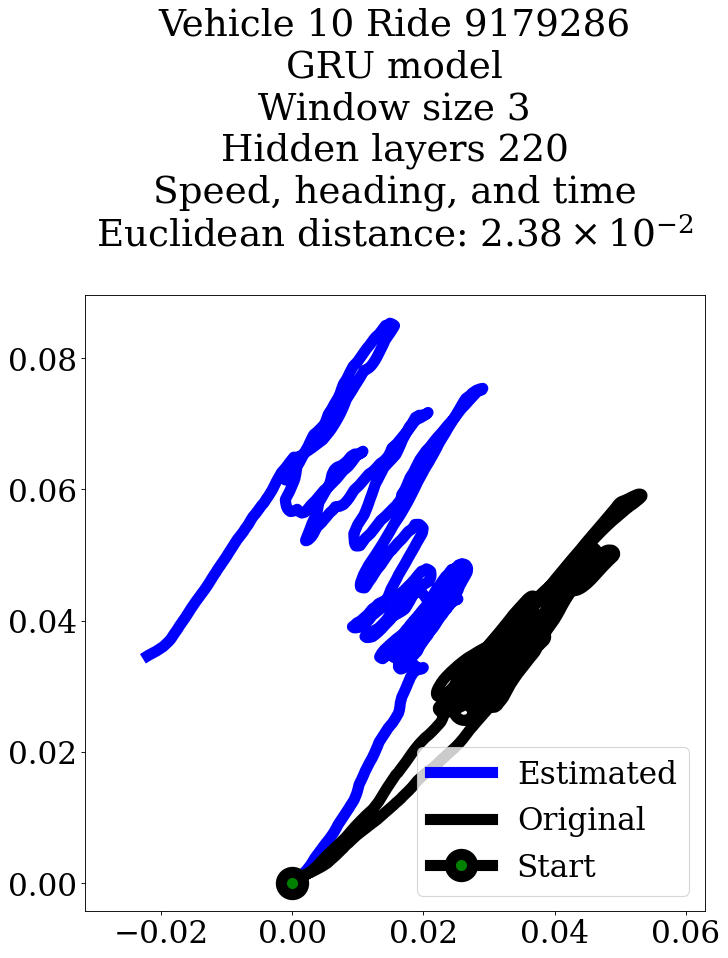 Vehicle 10 Ride 9179286
GRU model
Window size 3
Hidden layers 220
Speed, heading, and time
Euclidean distance: 2.38 × 10⁻²
0.08
0.06
0.04
0.02
0.00
Estimated
Original
Start
−0.02 0.00 0.02 0.04 0.06